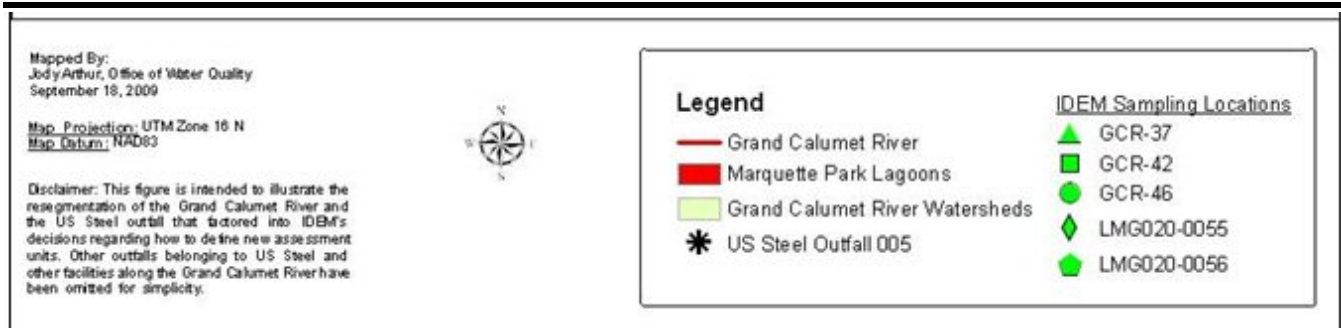 Mapped By:
Jody Arthur, Office of Water Quality
September 18, 2009
Map Projection: UTM Zone 16 N
Map Datum: NAD83
Disclaimer: This figure is intended to illustrate the
resegmentation of the Grand Calumet River and
the US Steel outfall that factored into IDEM's
decisions regarding how to define new assessment
units. Other outfalls belonging to US Steel and
other facilities along the Grand Calumet River have
been omitted for simplicity.
N
W E
S
Legend
Grand Calumet River
Marquette Park Lagoons
Grand Calumet River Watersheds
US Steel Outfall 005
IDEM Sampling Locations
GCR-37
GCR-42
GCR-46
LMG020-0055
LMG020-0056